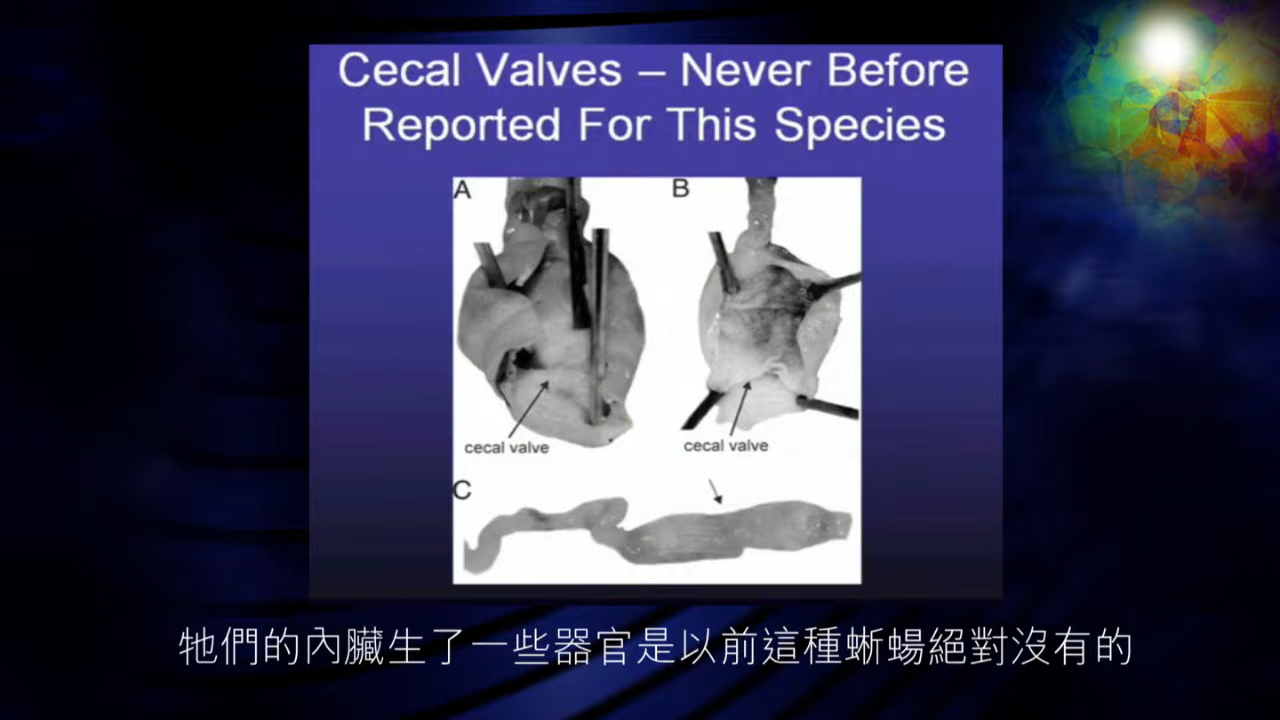 Cecal Valves – Never Before
Reported For This Species
A
B
cecal valve
cecal valve
C
牠們的內臟生了一些器官是以前這種蜥蜴絕對沒有的